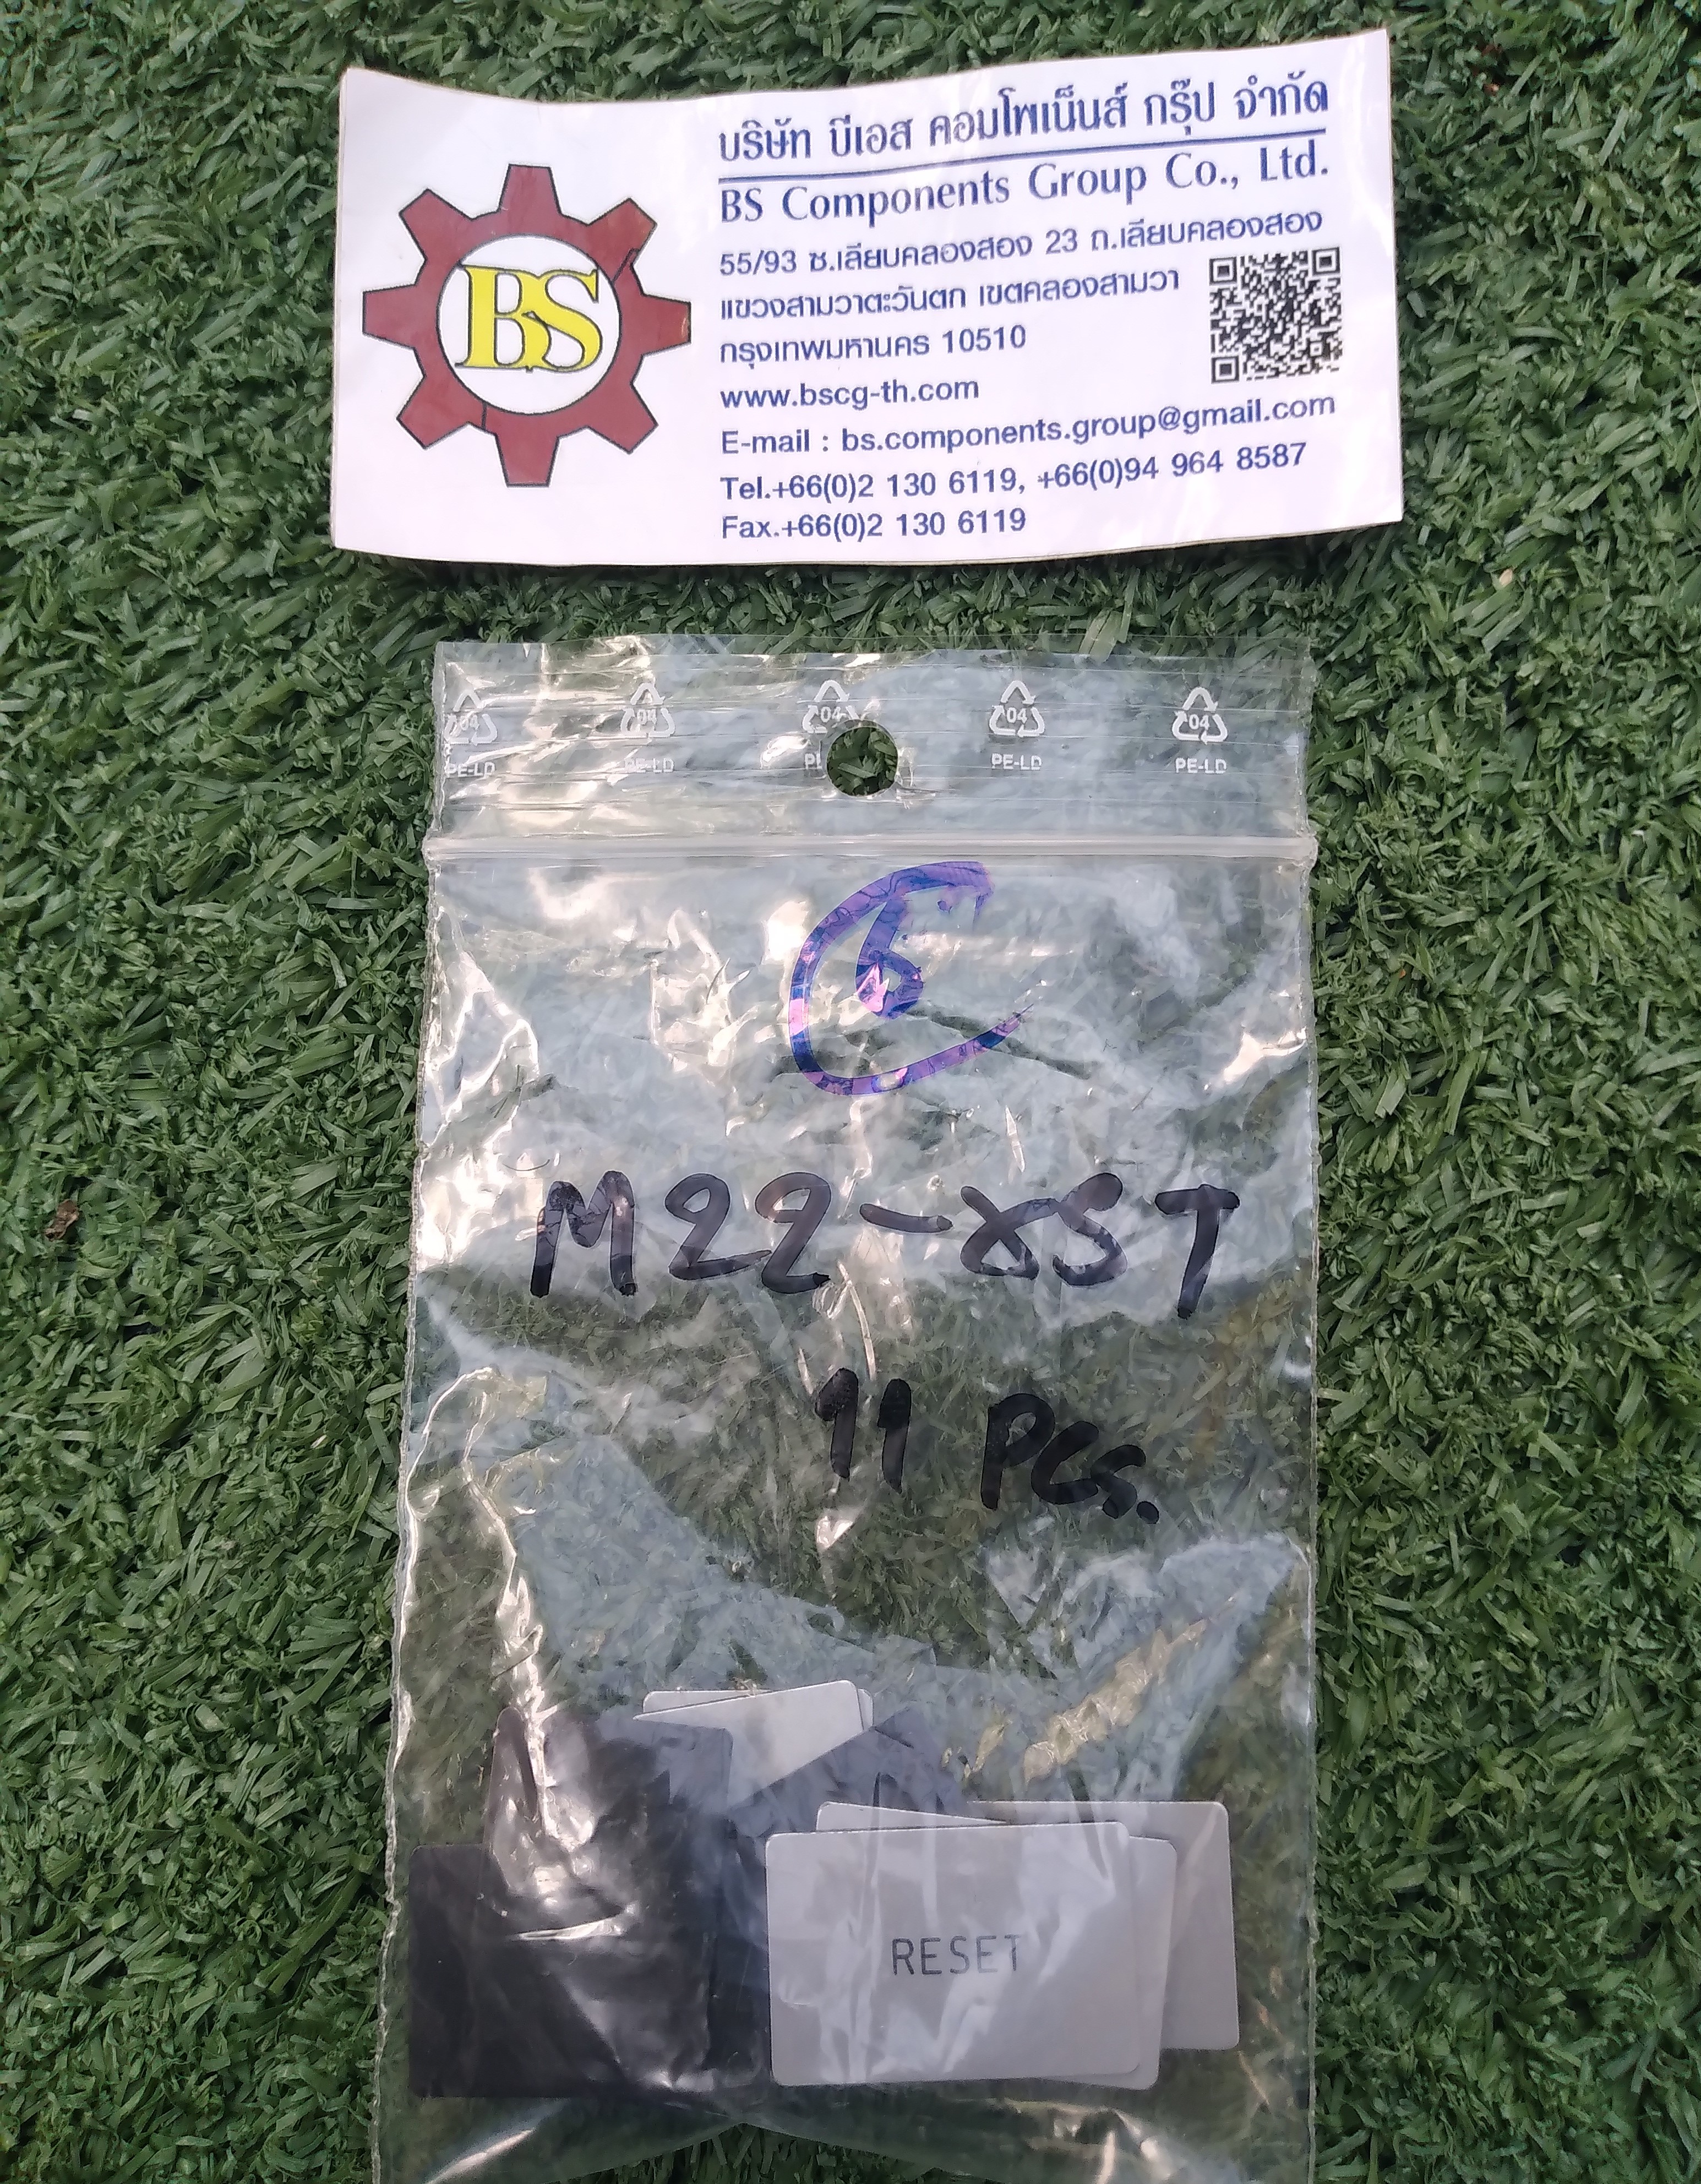 บริษัท บีเอส คอมโพเน็นส์ กรุ๊ป จำกัด
BS Components Group Co., Ltd.
55/93 ซ.เลียบคลองสอง 23 ถ.เลียบคลองสอง
แขวงสามวาตะวันตก เขตคลองสามวา
กรุงเทพมหานคร 10510
www.bscg-th.com
E-mail : bs.components.group@gmail.com
Tel.+66(0)2 130 6119, +66(0)94 964 8587
Fax.+66(0)2 130 6119
BS
04 04 04 04 04
PE-LD PE-LD P PE-LD PE-LD
M22-XST
11 Pcs.
RESET